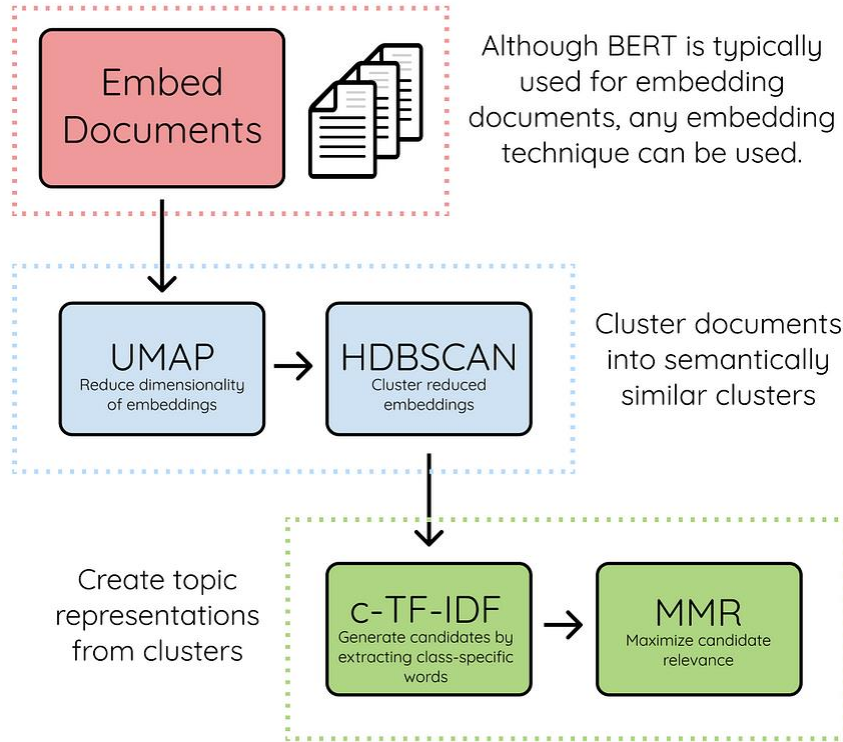 Embed
Documents
Although BERT is typically
used for embedding
documents, any embedding
technique can be used.
UMAP
Reduce dimensionality
of embeddings
HDBSCAN
Cluster reduced
embeddings
Cluster documents
into semantically
similar clusters
Create topic
representations
from clusters
c-TF-IDF
Generate candidates by
extracting class-specific
words
MMR
Maximize candidate
relevance